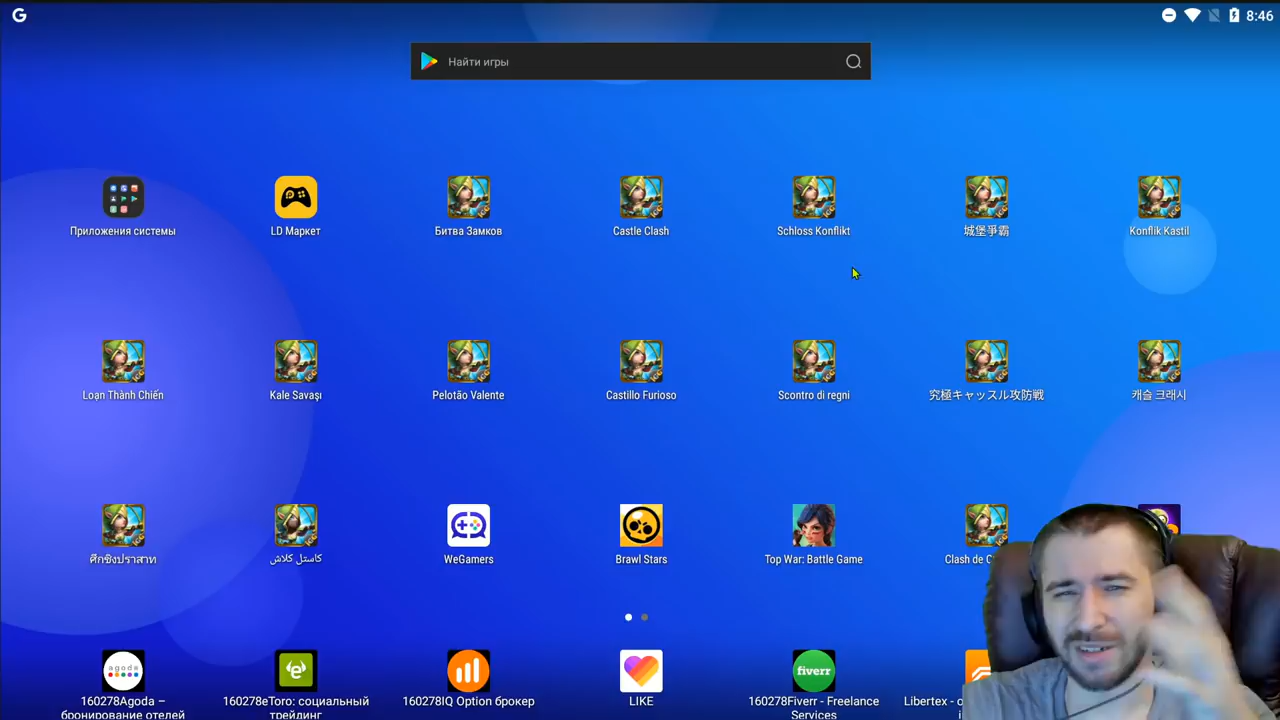 8:46
Найти игры
Приложения системы
LD Маркет
Битва Замков
Castle Clash
Schloss Konflikt
城堡爭霸
Konflik Kastil
Loạn Thành Chiến
Kale Savaşı
Pelotão Valente
Castillo Furioso
Scontro di regni
究極キャッスル攻防戦
캐슬 크래시
ศึกชิงปราสาท
كاستل كلاش
WeGamers
Brawl Stars
Top War: Battle Game
Clash de C
agoda
fiverr
160278Agoda –
бронирование отелей
160278eToro: социальный
трейдинг
160278IQ Option брокер
LIKE
160278Fiverr - Freelance
Services
Libertex - о